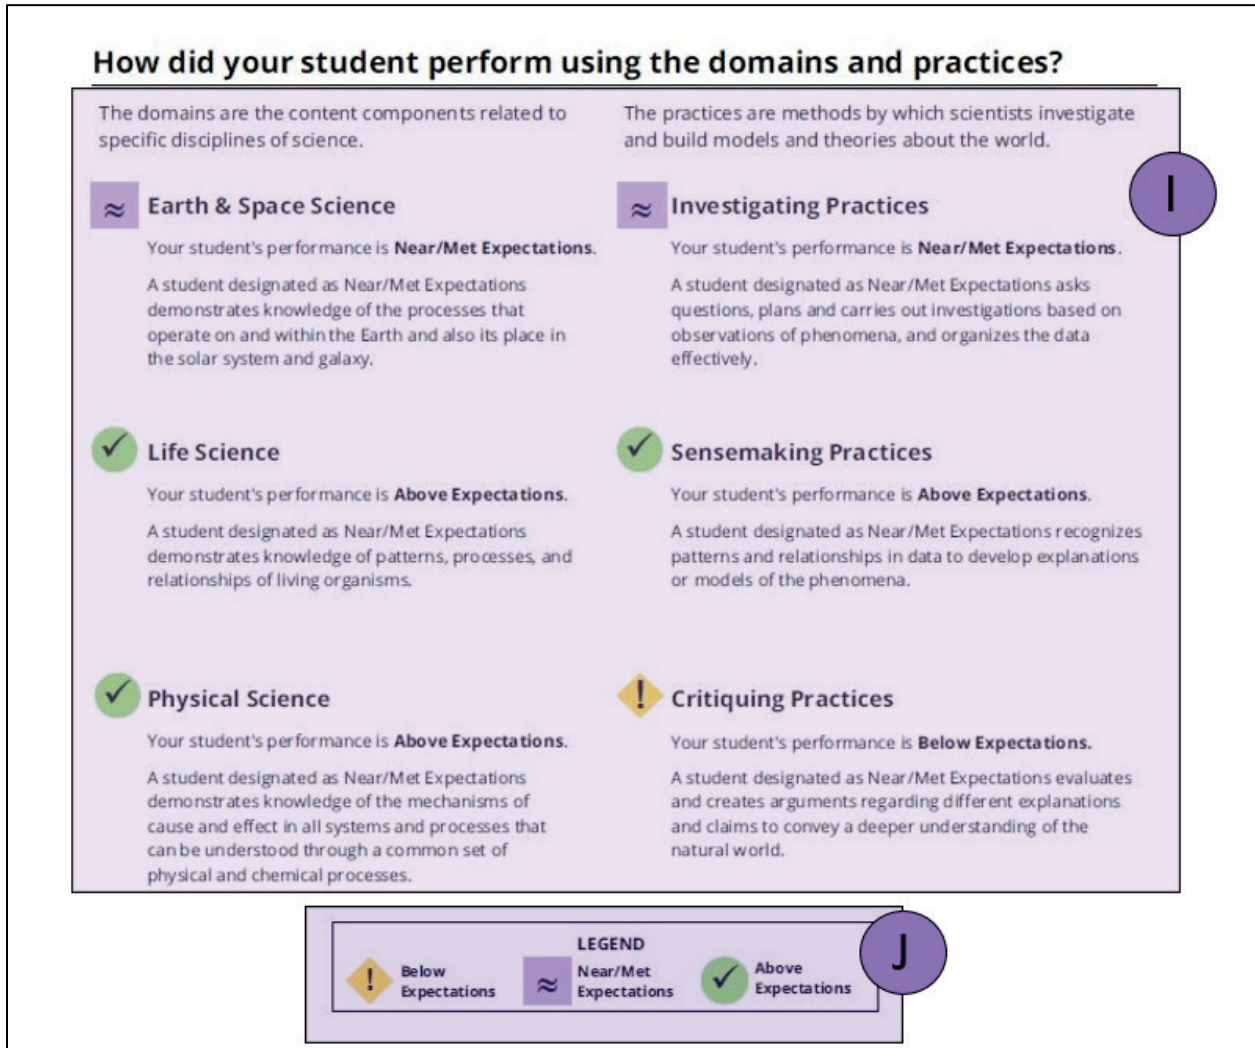 How did your student perform using the domains and practices?
The domains are the content components related to
specific disciplines of science.
≈ Earth & Space Science
Your student's performance is Near/Met Expectations.
A student designated as Near/Met Expectations
demonstrates knowledge of the processes that
operate on and within the Earth and also its place in
the solar system and galaxy.
✓ Life Science
Your student's performance is Above Expectations.
A student designated as Near/Met Expectations
demonstrates knowledge of patterns, processes, and
relationships of living organisms.
✓ Physical Science
Your student's performance is Above Expectations.
A student designated as Near/Met Expectations
demonstrates knowledge of the mechanisms of
cause and effect in all systems and processes that
can be understood through a common set of
physical and chemical processes.
The practices are methods by which scientists investigate
and build models and theories about the world.
≈ Investigating Practices
Your student's performance is Near/Met Expectations.
A student designated as Near/Met Expectations asks
questions, plans and carries out investigations based on
observations of phenomena, and organizes the data
effectively.
✓ Sensemaking Practices
Your student's performance is Above Expectations.
A student designated as Near/Met Expectations recognizes
patterns and relationships in data to develop explanations
or models of the phenomena.
! Critiquing Practices
Your student's performance is Below Expectations.
A student designated as Near/Met Expectations evaluates
and creates arguments regarding different explanations
and claims to convey a deeper understanding of the
natural world.
I
LEGEND
! Below
Expectations
≈ Near/Met
Expectations
✓ Above
Expectations
J